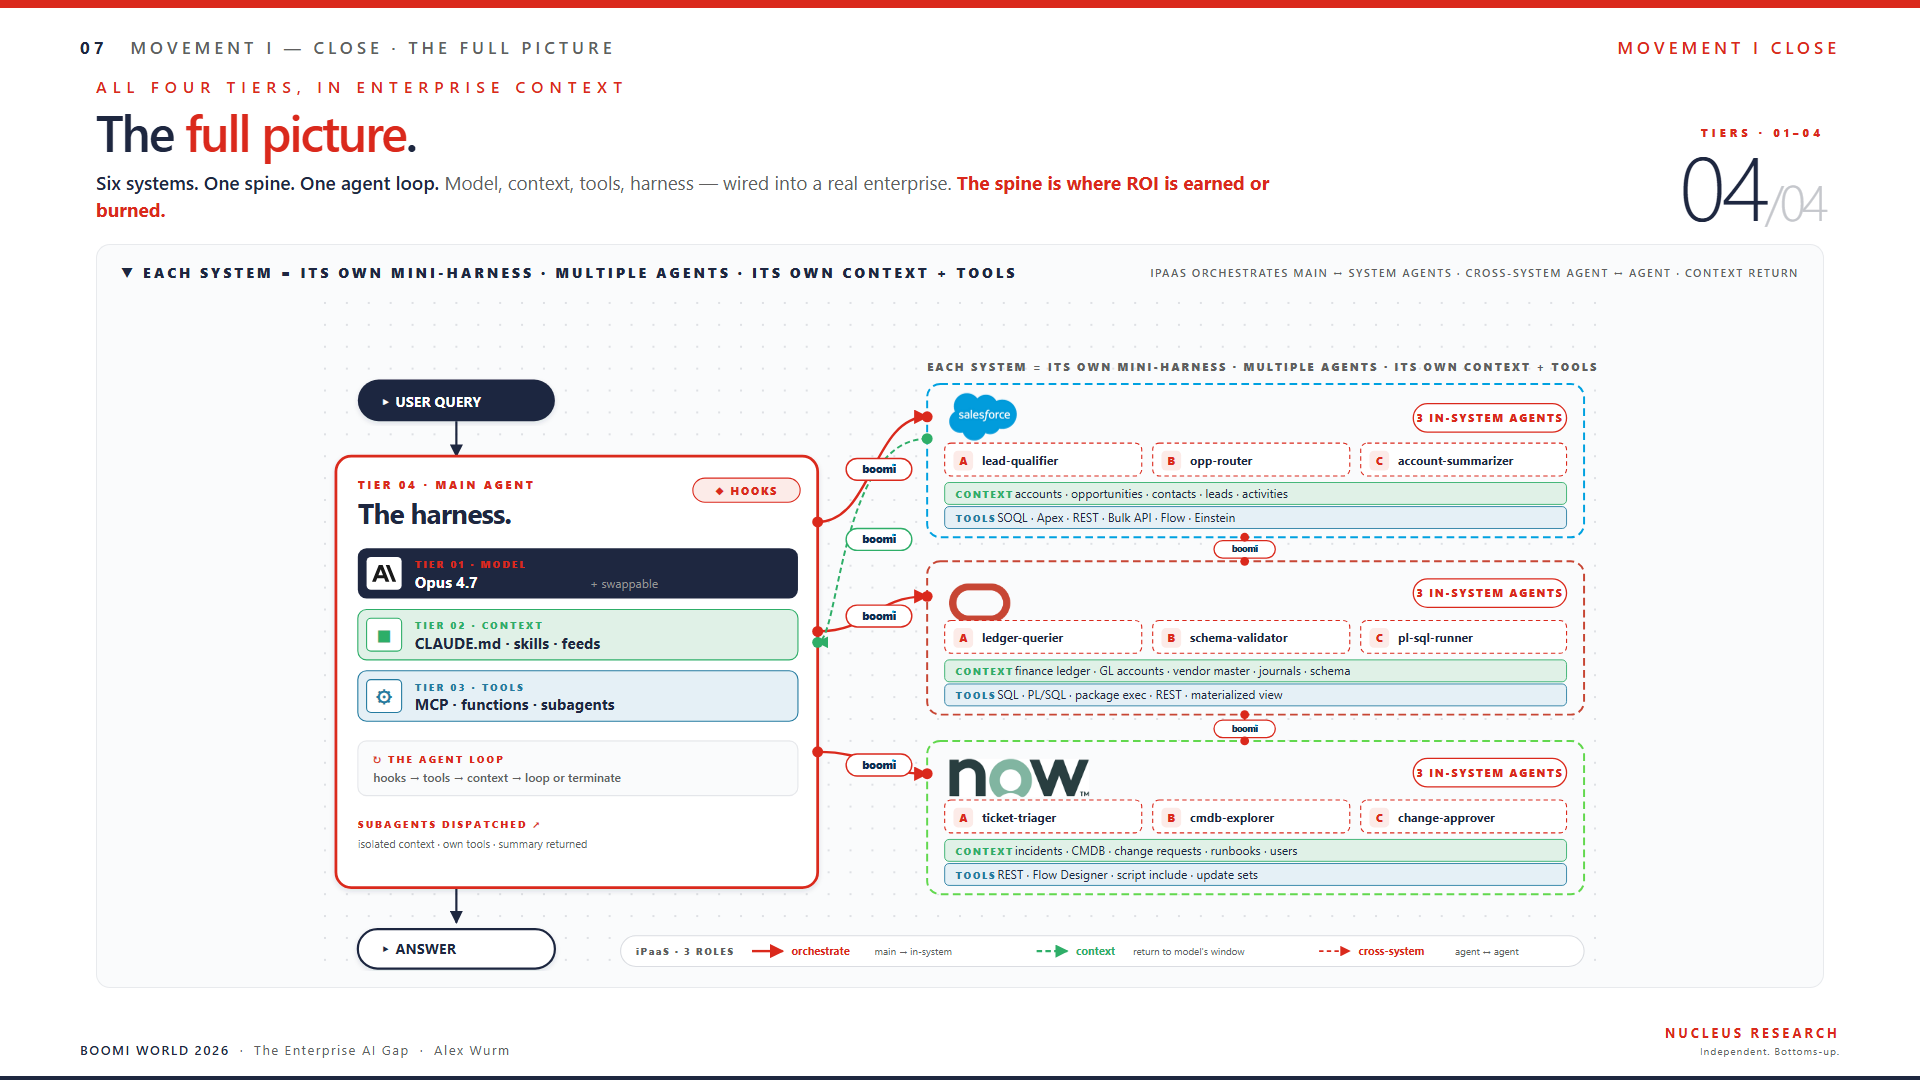 07 MOVEMENT I — CLOSE · THE FULL PICTURE
MOVEMENT I CLOSE
ALL FOUR TIERS, IN ENTERPRISE CONTEXT
The full picture.
Six systems. One spine. One agent loop. Model, context, tools, harness — wired into a real enterprise. The spine is where ROI is earned or
burned.
TIERS · 01–04
04/04
▼ EACH SYSTEM = ITS OWN MINI-HARNESS · MULTIPLE AGENTS · ITS OWN CONTEXT + TOOLS
IPAAS ORCHESTRATES MAIN ↔ SYSTEM AGENTS · CROSS-SYSTEM AGENT ↔ AGENT · CONTEXT RETURN
▸ USER QUERY
TIER 04 · MAIN AGENT
◆ HOOKS
The harness.
TIER 01 · MODEL
Opus 4.7
+ swappable
TIER 02 · CONTEXT
CLAUDE.md · skills · feeds
TIER 03 · TOOLS
MCP · functions · subagents
↻ THE AGENT LOOP
hooks → tools → context → loop or terminate
SUBAGENTS DISPATCHED ↗
isolated context · own tools · summary returned
▸ ANSWER
boomi
boomi
boomi
boomi
EACH SYSTEM = ITS OWN MINI-HARNESS · MULTIPLE AGENTS · ITS OWN CONTEXT + TOOLS
salesforce
3 IN-SYSTEM AGENTS
A lead-qualifier
B opp-router
C account-summarizer
CONTEXT accounts · opportunities · contacts · leads · activities
TOOLS SOQL · Apex · REST · Bulk API · Flow · Einstein
boomi
3 IN-SYSTEM AGENTS
A ledger-querier
B schema-validator
C pl-sql-runner
CONTEXT finance ledger · GL accounts · vendor master · journals · schema
TOOLS SQL · PL/SQL · package exec · REST · materialized view
boomi
now™
3 IN-SYSTEM AGENTS
A ticket-triager
B cmdb-explorer
C change-approver
CONTEXT incidents · CMDB · change requests · runbooks · users
TOOLS REST · Flow Designer · script include · update sets
iPaaS · 3 ROLES
orchestrate main → in-system
context return to model's window
cross-system agent ↔ agent
BOOMI WORLD 2026 · The Enterprise AI Gap · Alex Wurm
NUCLEUS RESEARCH
Independent. Bottoms-up.